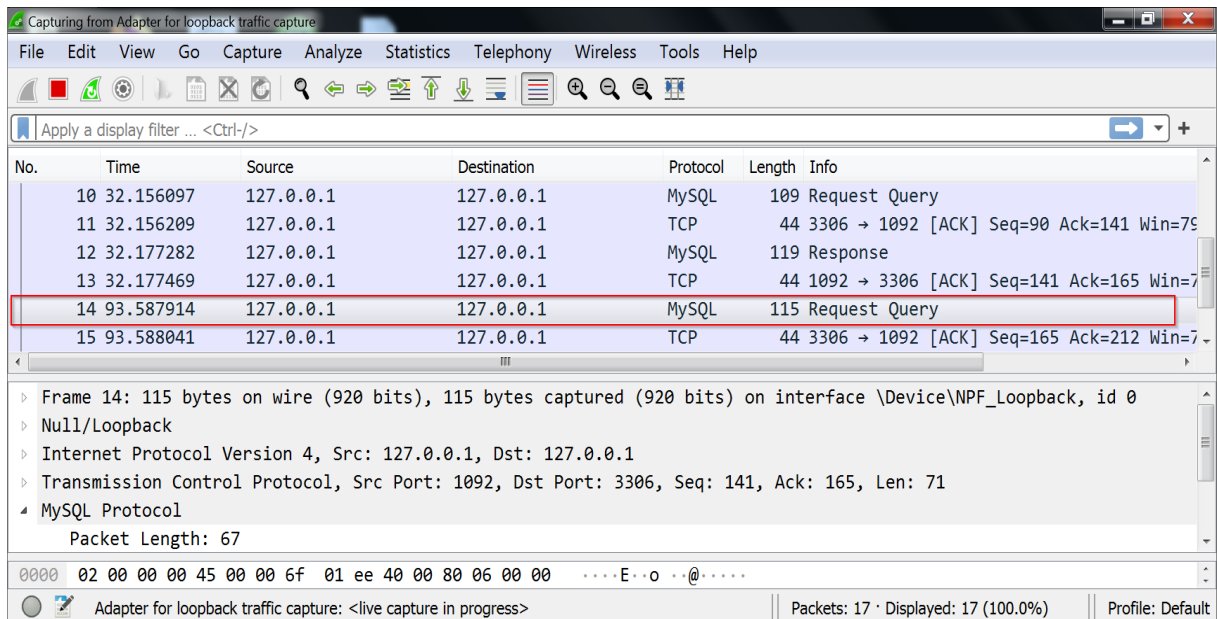 Capturing from Adapter for loopback traffic capture
File Edit View Go Capture Analyze Statistics Telephony Wireless Tools Help
Apply a display filter ... <Ctrl-/>
No. Time Source Destination Protocol Length Info
10 32.156097 127.0.0.1 127.0.0.1 MySQL 109 Request Query
11 32.156209 127.0.0.1 127.0.0.1 TCP 44 3306 → 1092 [ACK] Seq=90 Ack=141 Win=79
12 32.177282 127.0.0.1 127.0.0.1 MySQL 119 Response
13 32.177469 127.0.0.1 127.0.0.1 TCP 44 1092 → 3306 [ACK] Seq=141 Ack=165 Win=7
14 93.587914 127.0.0.1 127.0.0.1 MySQL 115 Request Query
15 93.588041 127.0.0.1 127.0.0.1 TCP 44 3306 → 1092 [ACK] Seq=165 Ack=212 Win=7
Frame 14: 115 bytes on wire (920 bits), 115 bytes captured (920 bits) on interface \Device\NPF_Loopback, id 0
Null/Loopback
Internet Protocol Version 4, Src: 127.0.0.1, Dst: 127.0.0.1
Transmission Control Protocol, Src Port: 1092, Dst Port: 3306, Seq: 141, Ack: 165, Len: 71
MySQL Protocol
Packet Length: 67
0000 02 00 00 00 45 00 00 6f 01 ee 40 00 80 06 00 00 ····E··o ··@·····
Adapter for loopback traffic capture: <live capture in progress> Packets: 17 · Displayed: 17 (100.0%) Profile: Default